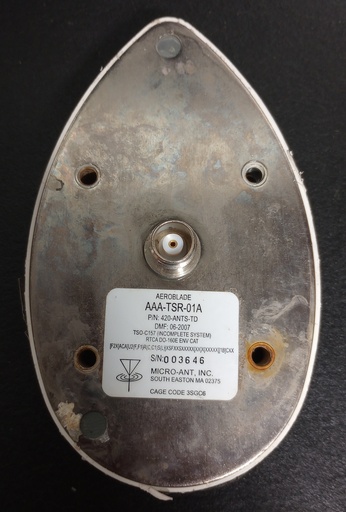 AEROBLADE
AAA-TSR-01A
P/N: 420-ANTS-TD
DMF: 06-2007
TSO-C157 (INCOMPLETE SYSTEM)
RTCA DO-160E ENV CAT
S/N: 003646
MICRO-ANT, INC.
SOUTH EASTON MA 02375
CAGE CODE 3SGC6